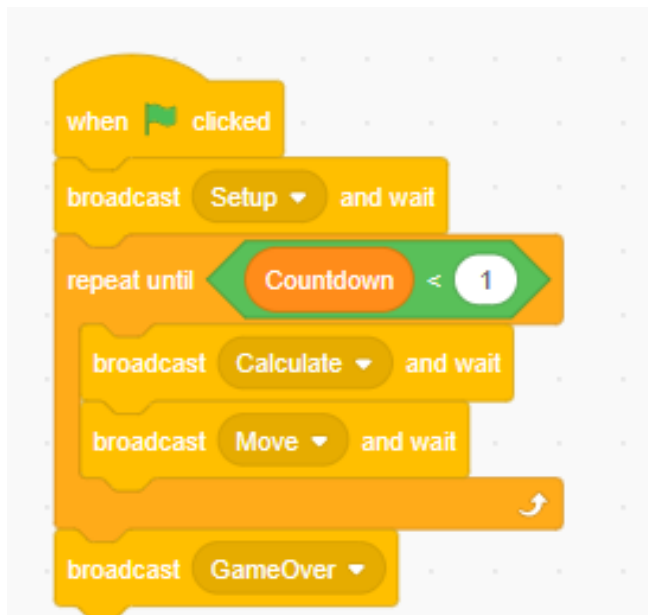 when clicked
broadcast Setup and wait
repeat until Countdown < 1
broadcast Calculate and wait
broadcast Move and wait
broadcast GameOver